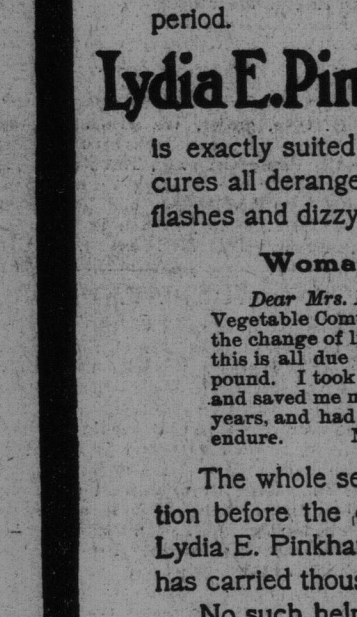 period.
Lydia E. Pin
is exactly suited
cures all derange
flashes and dizzy
Woma
Dear Mrs.
Vegetable Com
the change of l
this is all due
pound. I took
and saved me m
years, and had
endure.
The whole se
tion before the
Lydia E. Pinkha
has carried thous
No such help